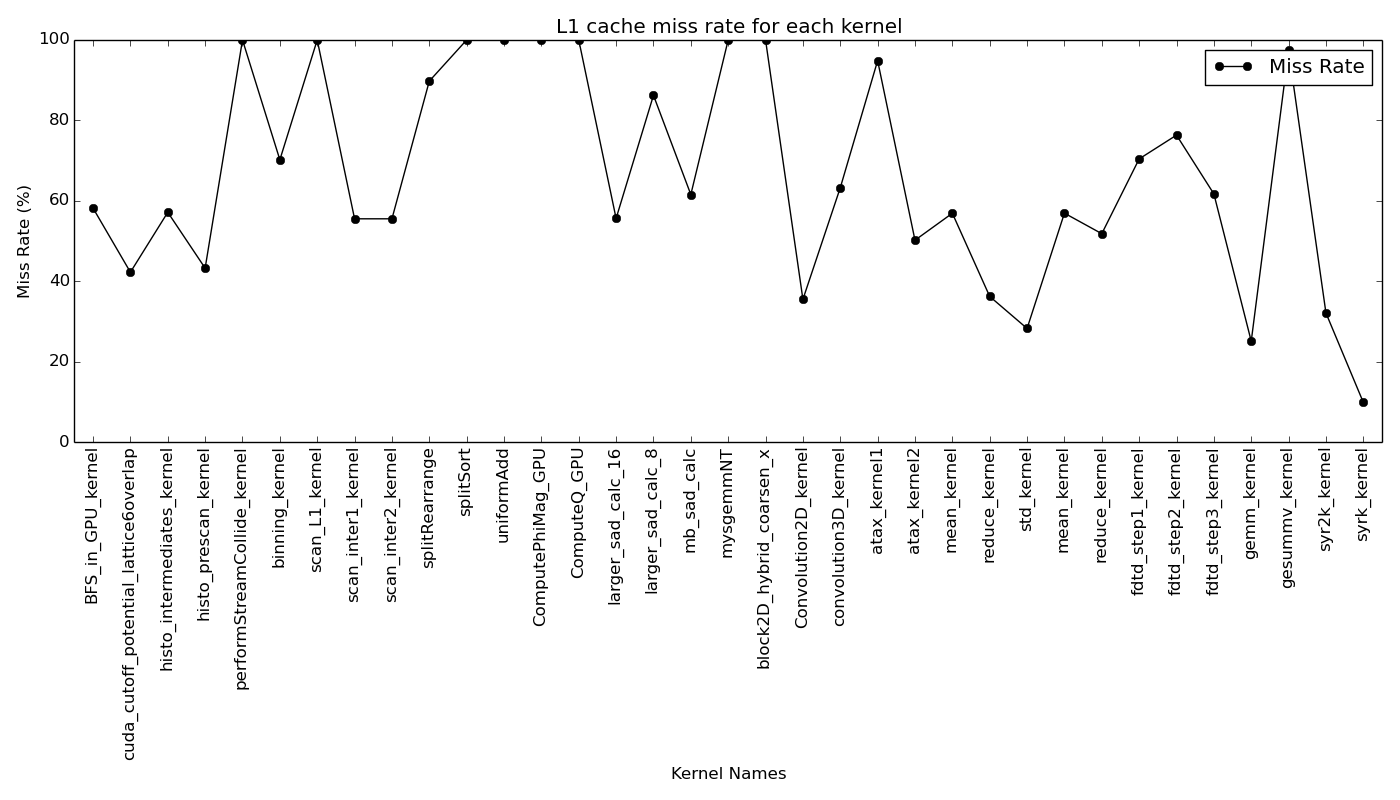 L1 cache miss rate for each kernel
Miss Rate
Miss Rate (%)
100
80
60
40
20
0
BFS_in_GPU_kernel
cuda_cutoff_potential_lattice6overlap
histo_intermediates_kernel
histo_prescan_kernel
performStreamCollide_kernel
binning_kernel
scan_L1_kernel
scan_inter1_kernel
scan_inter2_kernel
splitRearrange
splitSort
uniformAdd
ComputePhiMag_GPU
ComputeQ_GPU
larger_sad_calc_16
larger_sad_calc_8
mb_sad_calc
mysgemmNT
block2D_hybrid_coarsen_x
Convolution2D_kernel
convolution3D_kernel
atax_kernel1
atax_kernel2
mean_kernel
reduce_kernel
std_kernel
mean_kernel
reduce_kernel
fdtd_step1_kernel
fdtd_step2_kernel
fdtd_step3_kernel
gemm_kernel
gesummv_kernel
syr2k_kernel
syrk_kernel
Kernel Names